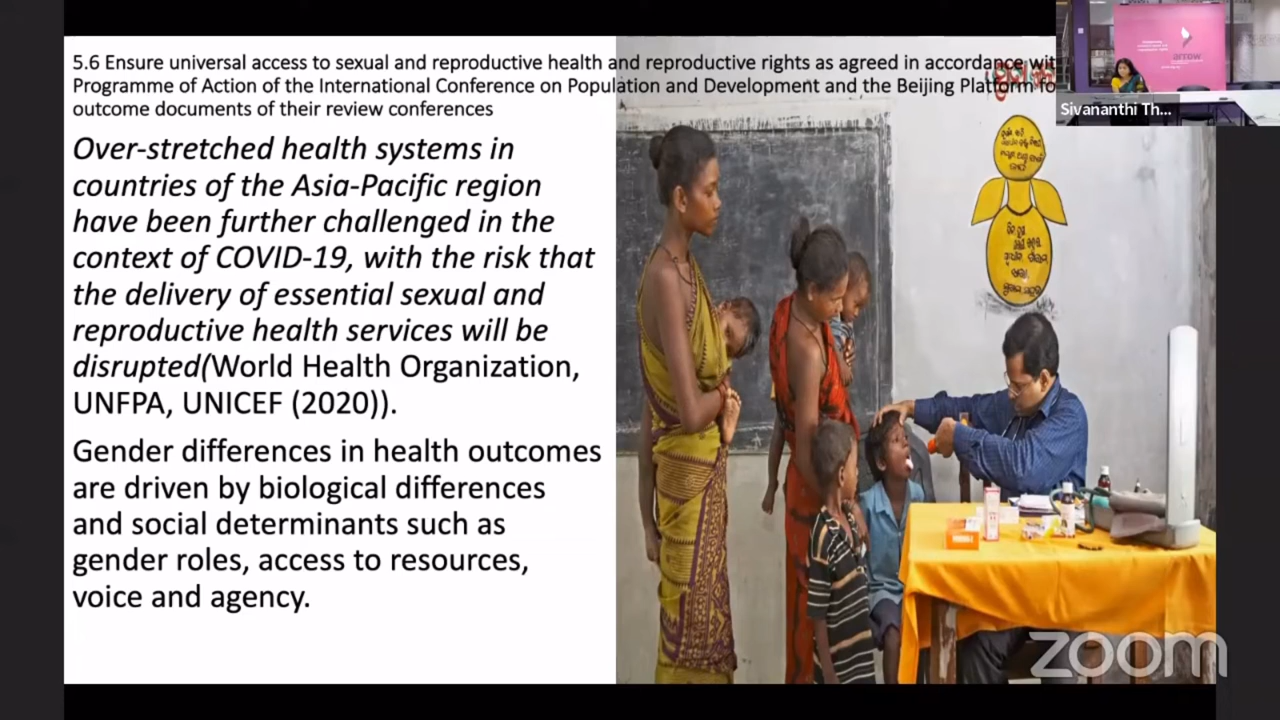 5.6 Ensure universal access to sexual and reproductive health and reproductive rights as agreed in accordance wit
Programme of Action of the International Conference on Population and Development and the Beijing Platform fo
outcome documents of their review conferences
Over-stretched health systems in
countries of the Asia-Pacific region
have been further challenged in the
context of COVID-19, with the risk that
the delivery of essential sexual and
reproductive health services will be
disrupted(World Health Organization,
UNFPA, UNICEF (2020)).
Gender differences in health outcomes
are driven by biological differences
and social determinants such as
gender roles, access to resources,
voice and agency.
Sivananthi Th...
zoom